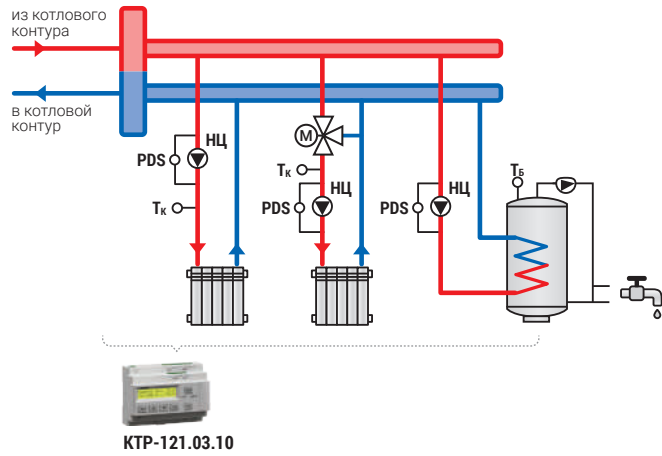 из котлового
контура
в котловой
контур
НЦ
PDS
Tк
M
Tк
НЦ
PDS
НЦ
PDS
TБ
КТР-121.03.10